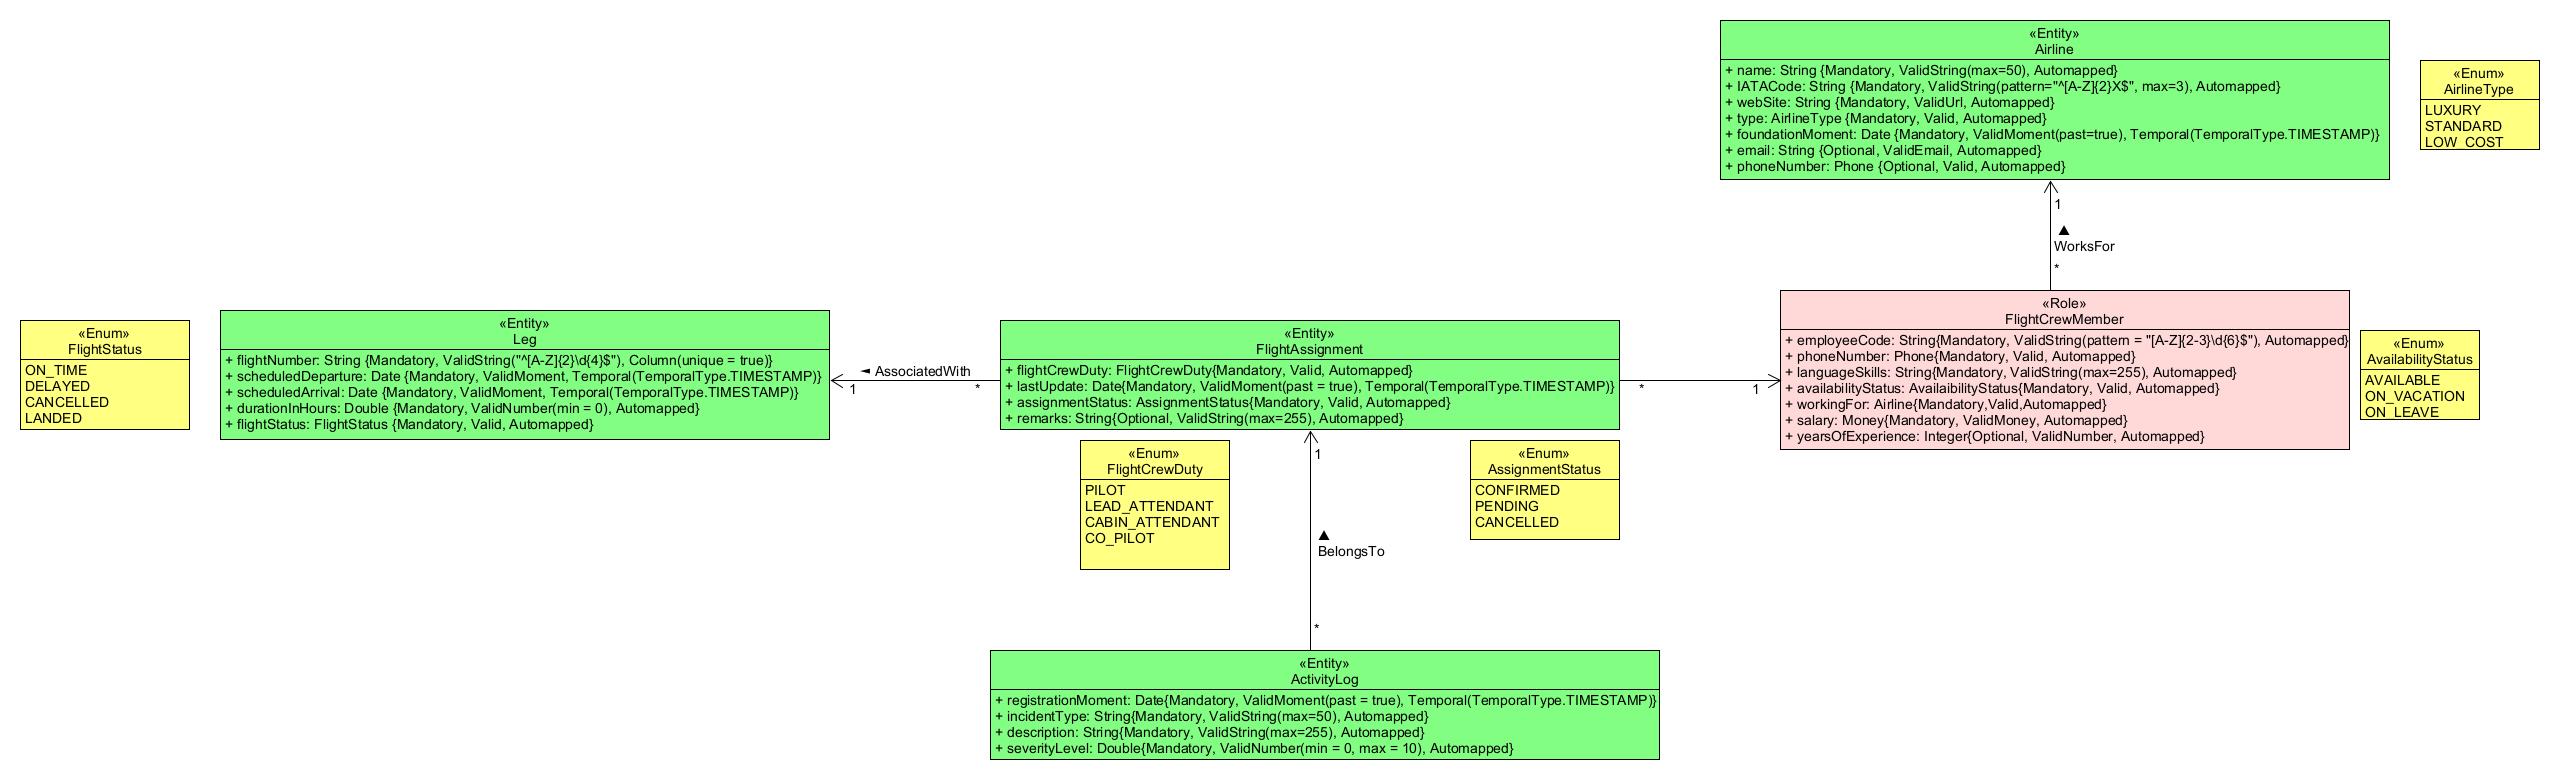 «Entity»
Airline
+ name: String {Mandatory, ValidString(max=50), Automapped}
+ IATACode: String {Mandatory, ValidString(pattern="^[A-Z]{2}X$", max=3), Automapped}
+ webSite: String {Mandatory, ValidUrl, Automapped}
+ type: AirlineType {Mandatory, Valid, Automapped}
+ foundationMoment: Date {Mandatory, ValidMoment(past=true), Temporal(TemporalType.TIMESTAMP)}
+ email: String {Optional, ValidEmail, Automapped}
+ phoneNumber: Phone {Optional, Valid, Automapped}
«Enum»
AirlineType
LUXURY
STANDARD
LOW_COST
1
▲
WorksFor
*
«Enum»
FlightStatus
ON_TIME
DELAYED
CANCELLED
LANDED
«Entity»
Leg
+ flightNumber: String {Mandatory, ValidString("^[A-Z]{2}\d{4}$"), Column(unique = true)}
+ scheduledDeparture: Date {Mandatory, ValidMoment, Temporal(TemporalType.TIMESTAMP)}
+ scheduledArrival: Date {Mandatory, ValidMoment, Temporal(TemporalType.TIMESTAMP)}
+ durationInHours: Double {Mandatory, ValidNumber(min = 0), Automapped}
+ flightStatus: FlightStatus {Mandatory, Valid, Automapped}
◄ AssociatedWith
1
*
«Entity»
FlightAssignment
+ flightCrewDuty: FlightCrewDuty{Mandatory, Valid, Automapped}
+ lastUpdate: Date{Mandatory, ValidMoment(past = true), Temporal(TemporalType.TIMESTAMP)}
+ assignmentStatus: AssignmentStatus{Mandatory, Valid, Automapped}
+ remarks: String{Optional, ValidString(max=255), Automapped}
*
1
«Role»
FlightCrewMember
+ employeeCode: String{Mandatory, ValidString(pattern = "[A-Z]{2-3}\d{6}$"), Automapped}
+ phoneNumber: Phone{Mandatory, Valid, Automapped}
+ languageSkills: String{Mandatory, ValidString(max=255), Automapped}
+ availabilityStatus: AvailaibilityStatus{Mandatory, Valid, Automapped}
+ workingFor: Airline{Mandatory,Valid,Automapped}
+ salary: Money{Mandatory, ValidMoney, Automapped}
+ yearsOfExperience: Integer{Optional, ValidNumber, Automapped}
«Enum»
AvailabilityStatus
AVAILABLE
ON_VACATION
ON_LEAVE
«Enum»
FlightCrewDuty
PILOT
LEAD_ATTENDANT
CABIN_ATTENDANT
CO_PILOT
1
▲
BelongsTo
*
«Enum»
AssignmentStatus
CONFIRMED
PENDING
CANCELLED
«Entity»
ActivityLog
+ registrationMoment: Date{Mandatory, ValidMoment(past = true), Temporal(TemporalType.TIMESTAMP)}
+ incidentType: String{Mandatory, ValidString(max=50), Automapped}
+ description: String{Mandatory, ValidString(max=255), Automapped}
+ severityLevel: Double{Mandatory, ValidNumber(min = 0, max = 10), Automapped}